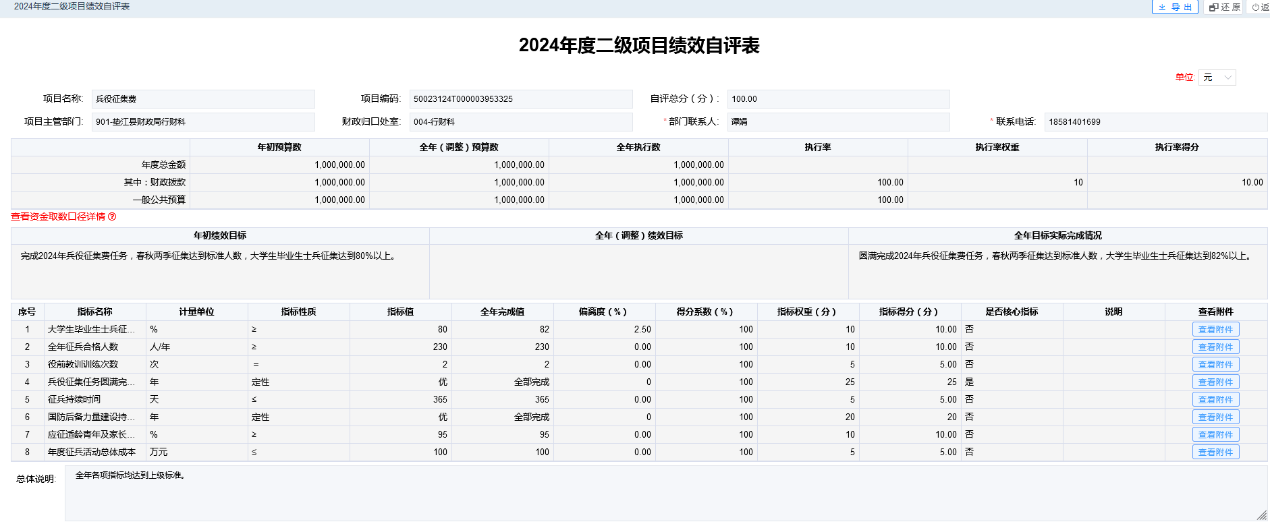 2024年度二级项目绩效自评表
导 出 还 原 返
2024年度二级项目绩效自评表
单位: 元
项目名称: 兵役征集费 项目编码: 50023124T000003953325 自评总分（分）: 100.00
项目主管部门: 901-垫江县财政局行财科 财政归口处室: 004-行财科 * 部门联系人: 谭娟 * 联系电话: 18581401699
年初预算数 全年（调整）预算数 全年执行数 执行率 执行率权重 执行率得分
年度总金额 1,000,000.00 1,000,000.00 1,000,000.00
其中：财政拨款 1,000,000.00 1,000,000.00 1,000,000.00 100.00 10 10.00
一般公共预算 1,000,000.00 1,000,000.00 1,000,000.00 100.00
查看资金取数口径详情 ?
年初绩效目标 全年（调整）绩效目标 全年目标实际完成情况
完成2024年兵役征集费任务，春秋两季征集达到标准人数，大学生毕业生士兵征集达到80%以上。 圆满完成2024年兵役征集费任务，春秋两季征集达到标准人数，大学生毕业生士兵征集达到82%以上。
序号 指标名称 计量单位 指标性质 指标值 全年完成值 偏离度（%） 得分系数（%） 指标权重（分） 指标得分（分） 是否核心指标 说明 查看附件
1 大学生毕业生士兵征... % ≥ 80 82 2.50 100 10 10.00 否 查看附件
2 全年征兵合格人数 人/年 ≥ 230 230 0.00 100 10 10.00 否 查看附件
3 役前教训训练次数 次 ＝ 2 2 0.00 100 5 5.00 否 查看附件
4 兵役征集任务圆满完... 年 定性 优 全部完成 0 100 25 25 是 查看附件
5 征兵持续时间 天 ≤ 365 365 0.00 100 5 5.00 否 查看附件
6 国防后备力量建设持... 年 定性 优 全部完成 0 100 20 20 否 查看附件
7 应征适龄青年及家长... % ≥ 95 95 0.00 100 10 10.00 否 查看附件
8 年度征兵活动总体成本 万元 ≤ 100 100 0.00 100 5 5.00 否 查看附件
总体说明: 全年各项指标均达到上级标准。